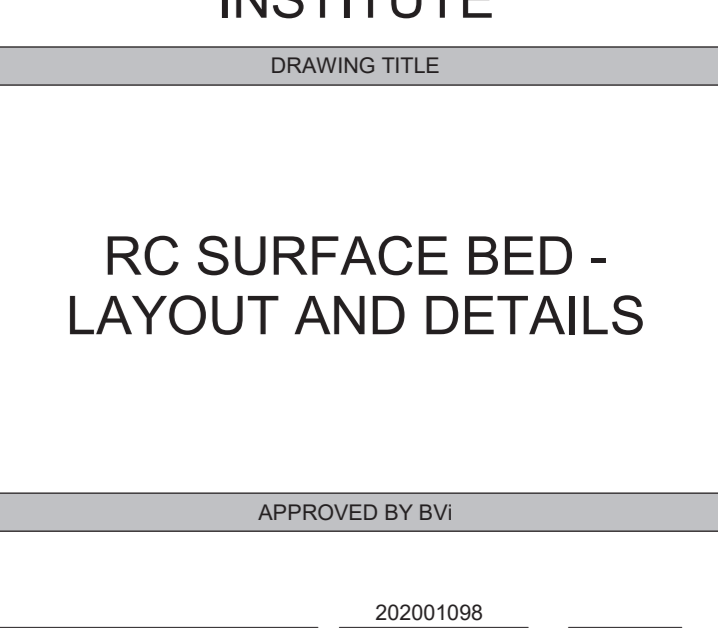 INSTITUTE
DRAWING TITLE
RC SURFACE BED -
LAYOUT AND DETAILS
APPROVED BY BVi
202001098